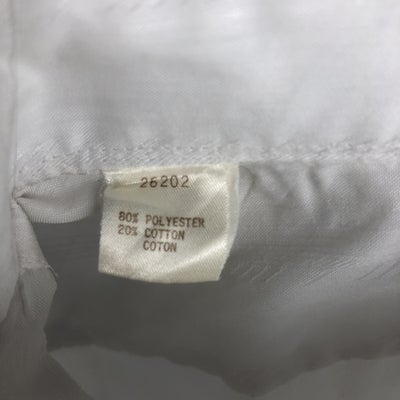 26202
80% POLYESTER
20% COTTON
COTON